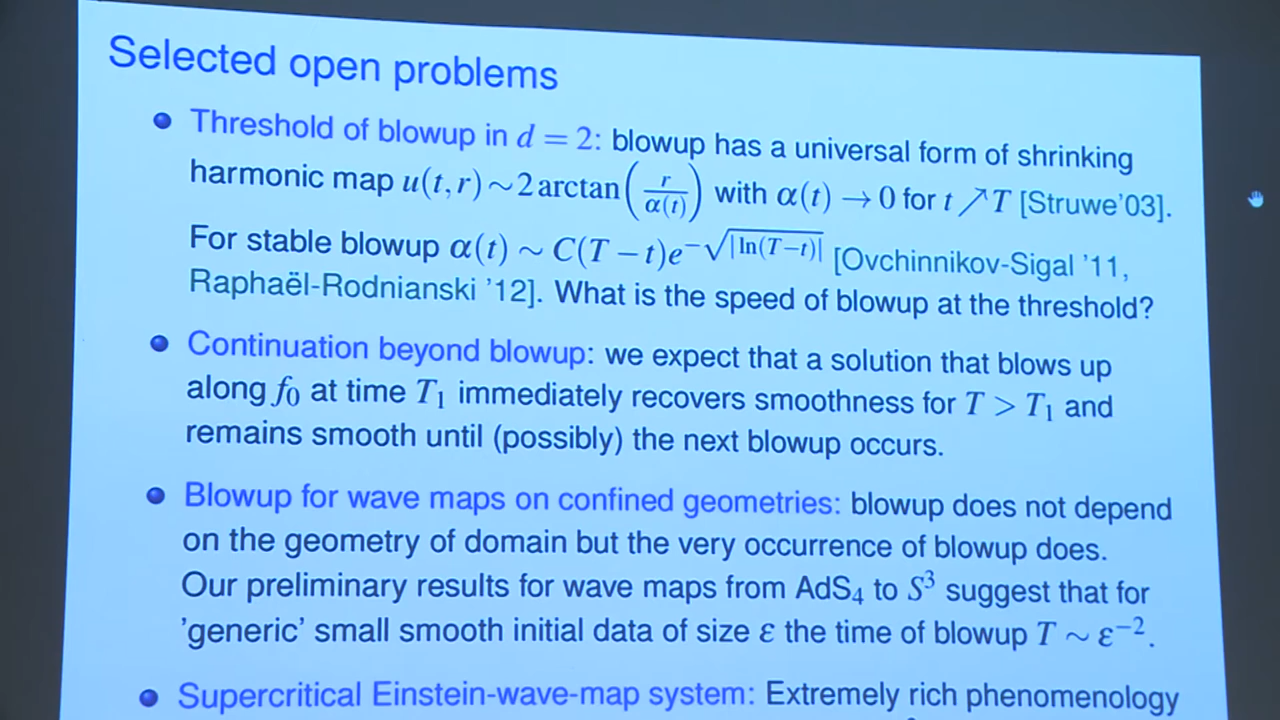 Selected open problems
• Threshold of blowup in d = 2: blowup has a universal form of shrinking
harmonic map u(t,r) ~ 2 arctan(r/α(t)) with α(t) → 0 for t ↗ T [Struwe'03].
For stable blowup α(t) ~ C(T − t)e^{−√|ln(T−t)|} [Ovchinnikov-Sigal '11,
Raphaël-Rodnianski '12]. What is the speed of blowup at the threshold?
• Continuation beyond blowup: we expect that a solution that blows up
along f₀ at time T₁ immediately recovers smoothness for T > T₁ and
remains smooth until (possibly) the next blowup occurs.
• Blowup for wave maps on confined geometries: blowup does not depend
on the geometry of domain but the very occurrence of blowup does.
Our preliminary results for wave maps from AdS₄ to S³ suggest that for
'generic' small smooth initial data of size ε the time of blowup T ~ ε⁻².
• Supercritical Einstein-wave-map system: Extremely rich phenomenology